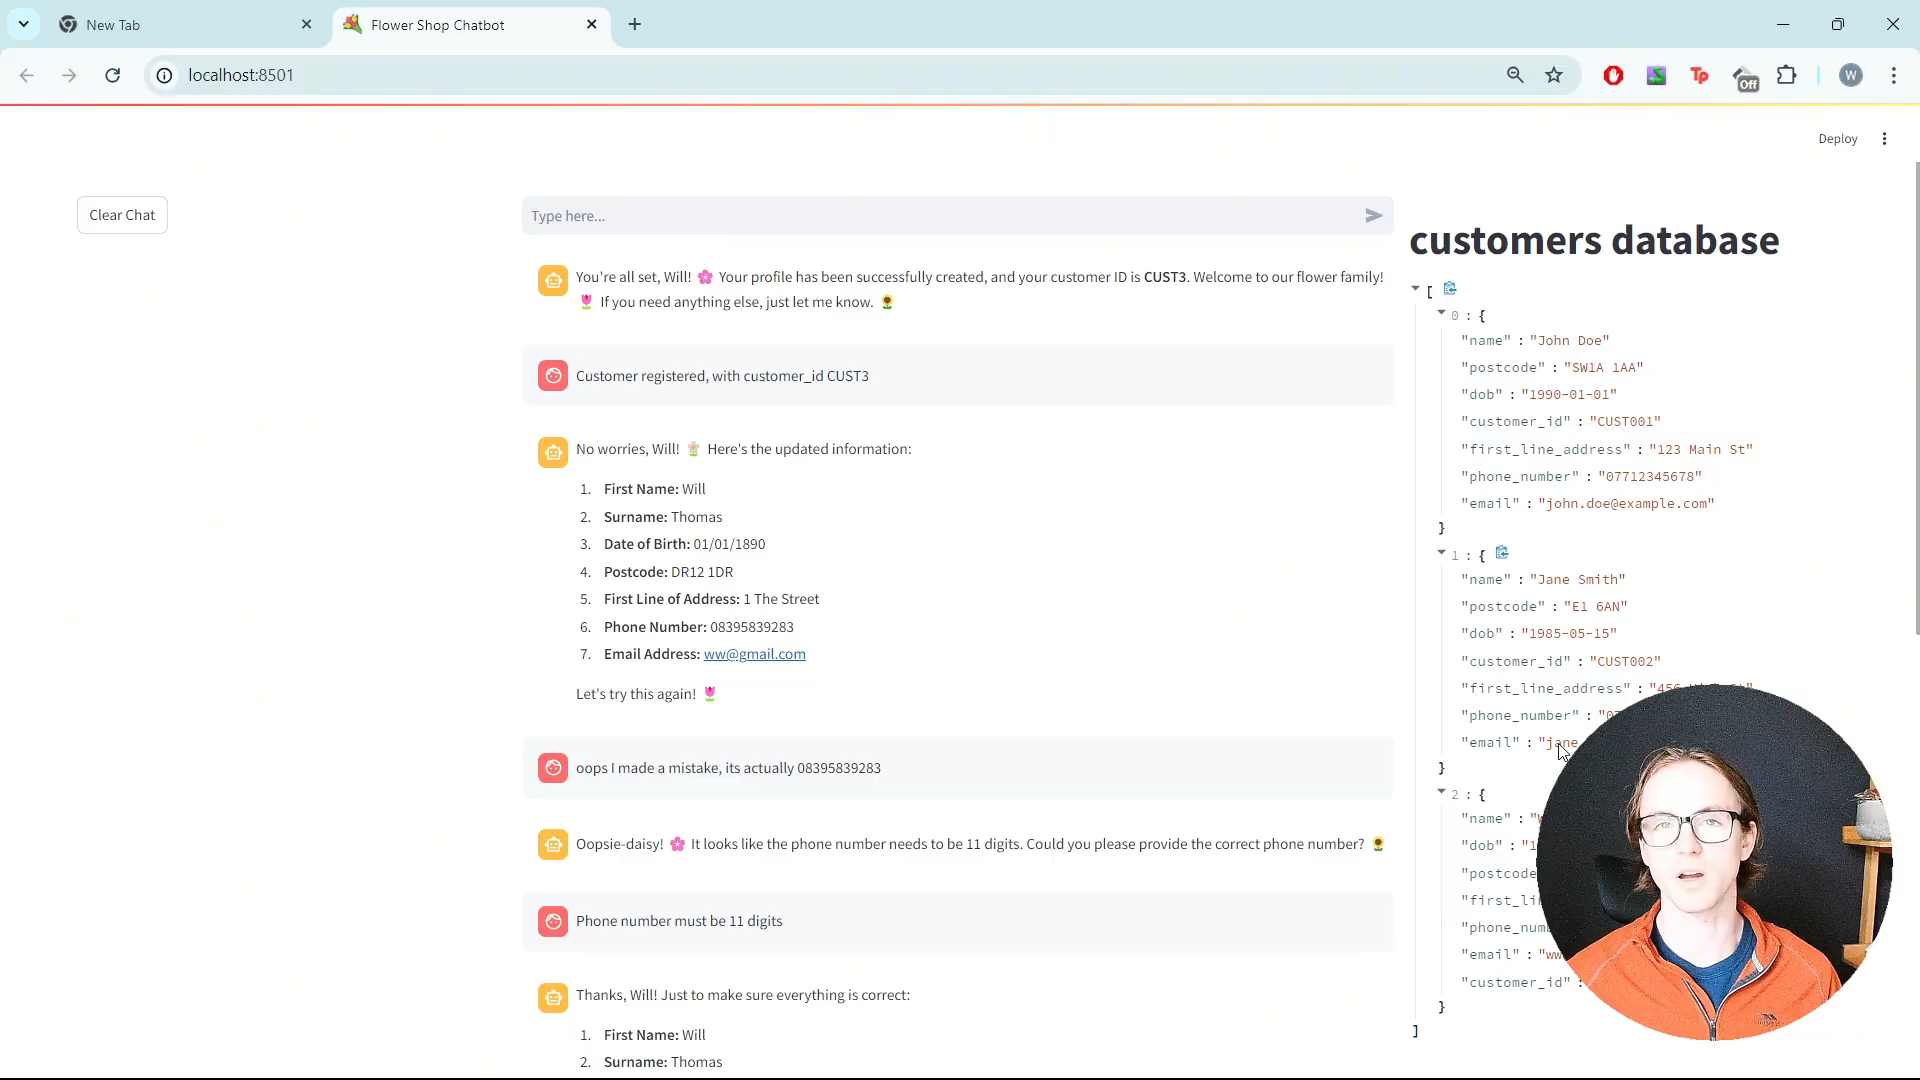 New Tab
Flower Shop Chatbot
localhost:8501
Tp
Off
W
Deploy
Clear Chat
Type here...
You're all set, Will! 🌸 Your profile has been successfully created, and your customer ID is CUST3. Welcome to our flower family!
🌷 If you need anything else, just let me know. 🌻
Customer registered, with customer_id CUST3
No worries, Will! 🌼 Here's the updated information:
1. First Name: Will
2. Surname: Thomas
3. Date of Birth: 01/01/1890
4. Postcode: DR12 1DR
5. First Line of Address: 1 The Street
6. Phone Number: 08395839283
7. Email Address: ww@gmail.com
Let's try this again! 🌷
oops I made a mistake, its actually 08395839283
Oopsie-daisy! 🌸 It looks like the phone number needs to be 11 digits. Could you please provide the correct phone number? 🌻
Phone number must be 11 digits
Thanks, Will! Just to make sure everything is correct:
1. First Name: Will
2. Surname: Thomas
customers database
[
0 : {
"name" : "John Doe"
"postcode" : "SW1A 1AA"
"dob" : "1990-01-01"
"customer_id" : "CUST001"
"first_line_address" : "123 Main St"
"phone_number" : "07712345678"
"email" : "john.doe@example.com"
}
1 : {
"name" : "Jane Smith"
"postcode" : "E1 6AN"
"dob" : "1985-05-15"
"customer_id" : "CUST002"
"first_line_address" : "456
"phone_number" : "07
"email" : "jane
}
2 : {
"name" :
"dob" : "1
"postcode
"first_li
"phone_num
"email" : "ww
"customer_id" :
}
]